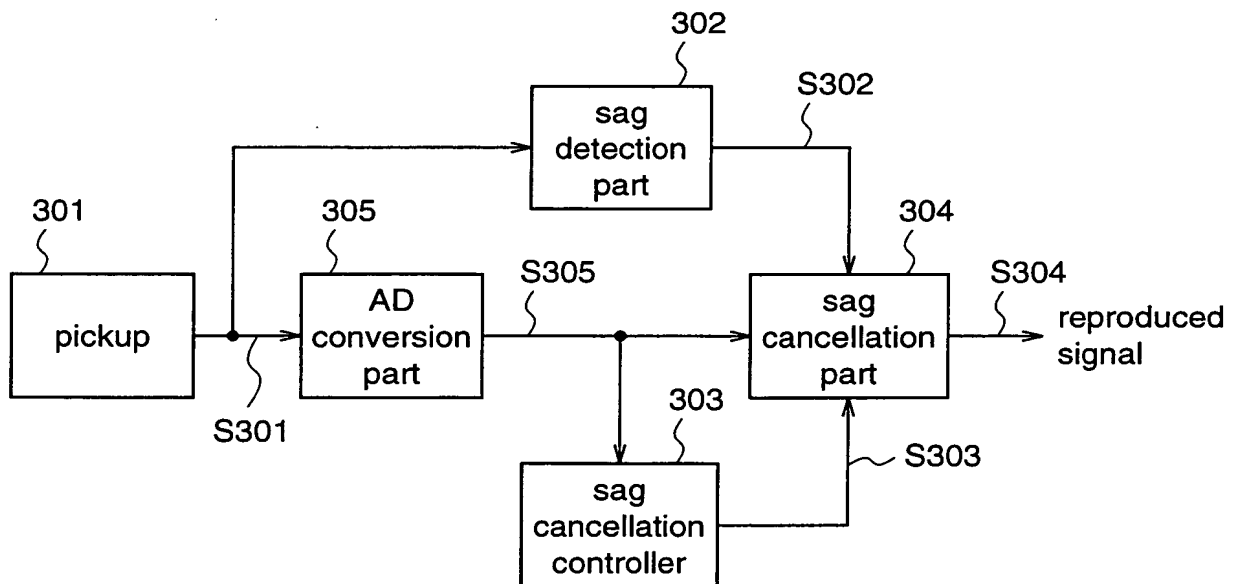 302
S302
sag
detection
part
301
305
304
pickup
AD
conversion
part
S305
sag
cancellation
part
S304
reproduced
signal
S301
303
S303
sag
cancellation
controller